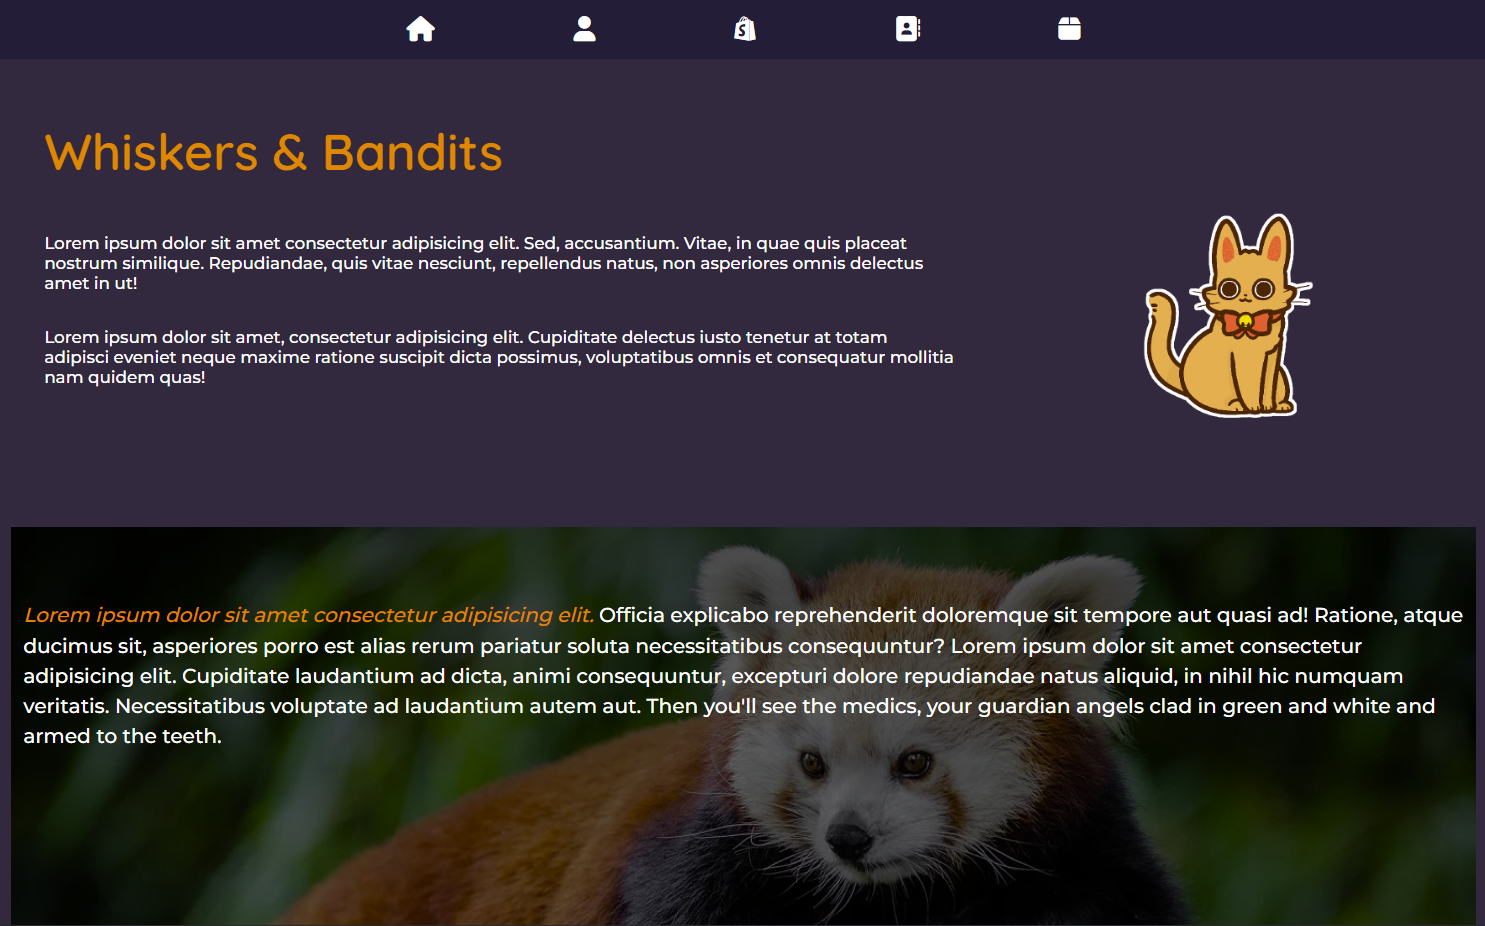 Whiskers & Bandits
Lorem ipsum dolor sit amet consectetur adipisicing elit. Sed, accusantium. Vitae, in quae quis placeat
nostrum similique. Repudiandae, quis vitae nesciunt, repellendus natus, non asperiores omnis delectus
amet in ut!
Lorem ipsum dolor sit amet, consectetur adipisicing elit. Cupiditate delectus iusto tenetur at totam
adipisci eveniet neque maxime ratione suscipit dicta possimus, voluptatibus omnis et consequatur mollitia
nam quidem quas!
Lorem ipsum dolor sit amet consectetur adipisicing elit. Officia explicabo reprehenderit doloremque sit tempore aut quasi ad! Ratione, atque
ducimus sit, asperiores porro est alias rerum pariatur soluta necessitatibus consequuntur? Lorem ipsum dolor sit amet consectetur
adipisicing elit. Cupiditate laudantium ad dicta, animi consequuntur, excepturi dolore repudiandae natus aliquid, in nihil hic numquam
veritatis. Necessitatibus voluptate ad laudantium autem aut. Then you'll see the medics, your guardian angels clad in green and white and
armed to the teeth.